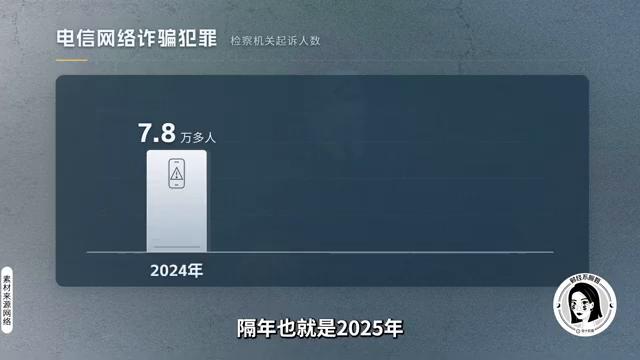 电信网络诈骗犯罪 检察机关起诉人数
7.8 万多人
2024年
素材来源网络
隔年也就是2025年